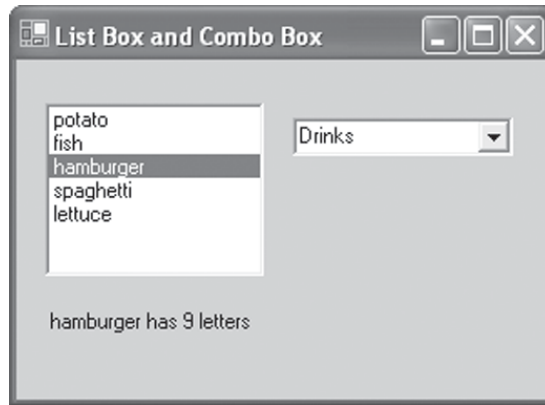 List Box and Combo Box
potato
fish
hamburger
spaghetti
lettuce
Drinks
hamburger has 9 letters